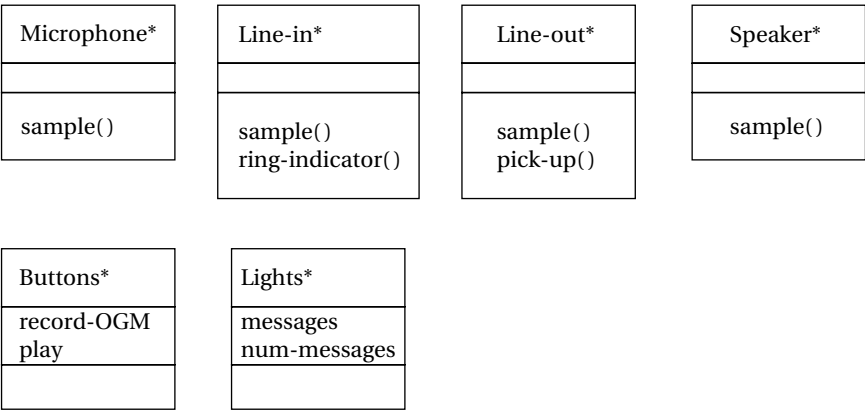 Microphone*
sample()
Line-in*
sample()
ring-indicator()
Line-out*
sample()
pick-up()
Speaker*
sample()
Buttons*
record-OGM
play
Lights*
messages
num-messages